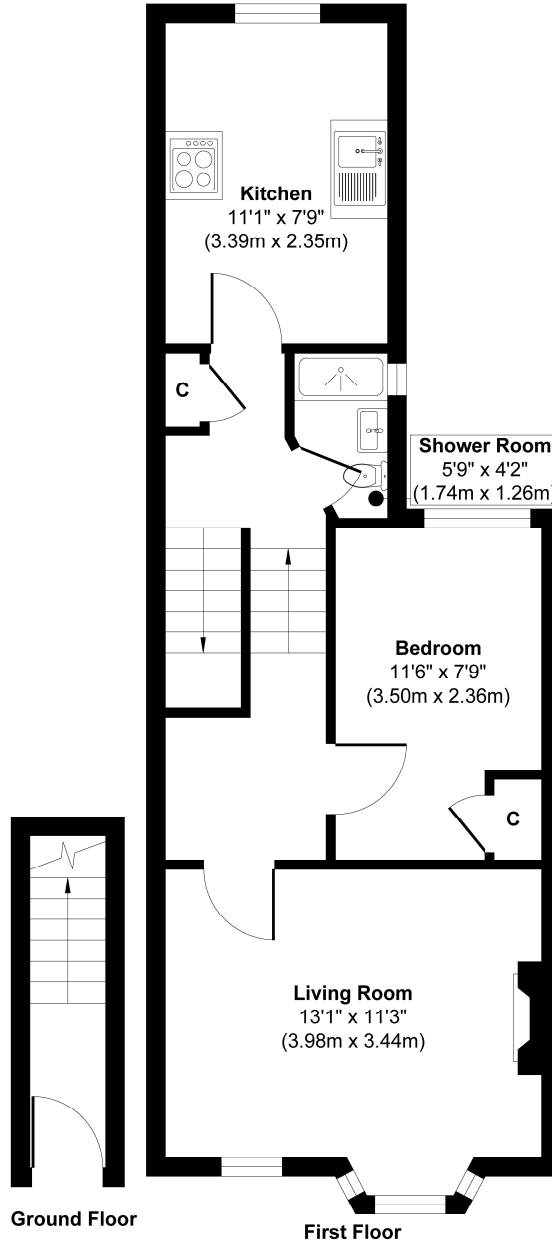 Kitchen
11'1" x 7'9"
(3.39m x 2.35m)
C
Shower Room
5'9" x 4'2"
(1.74m x 1.26m)
Bedroom
11'6" x 7'9"
(3.50m x 2.36m)
C
Living Room
13'1" x 11'3"
(3.98m x 3.44m)
Ground Floor
First Floor